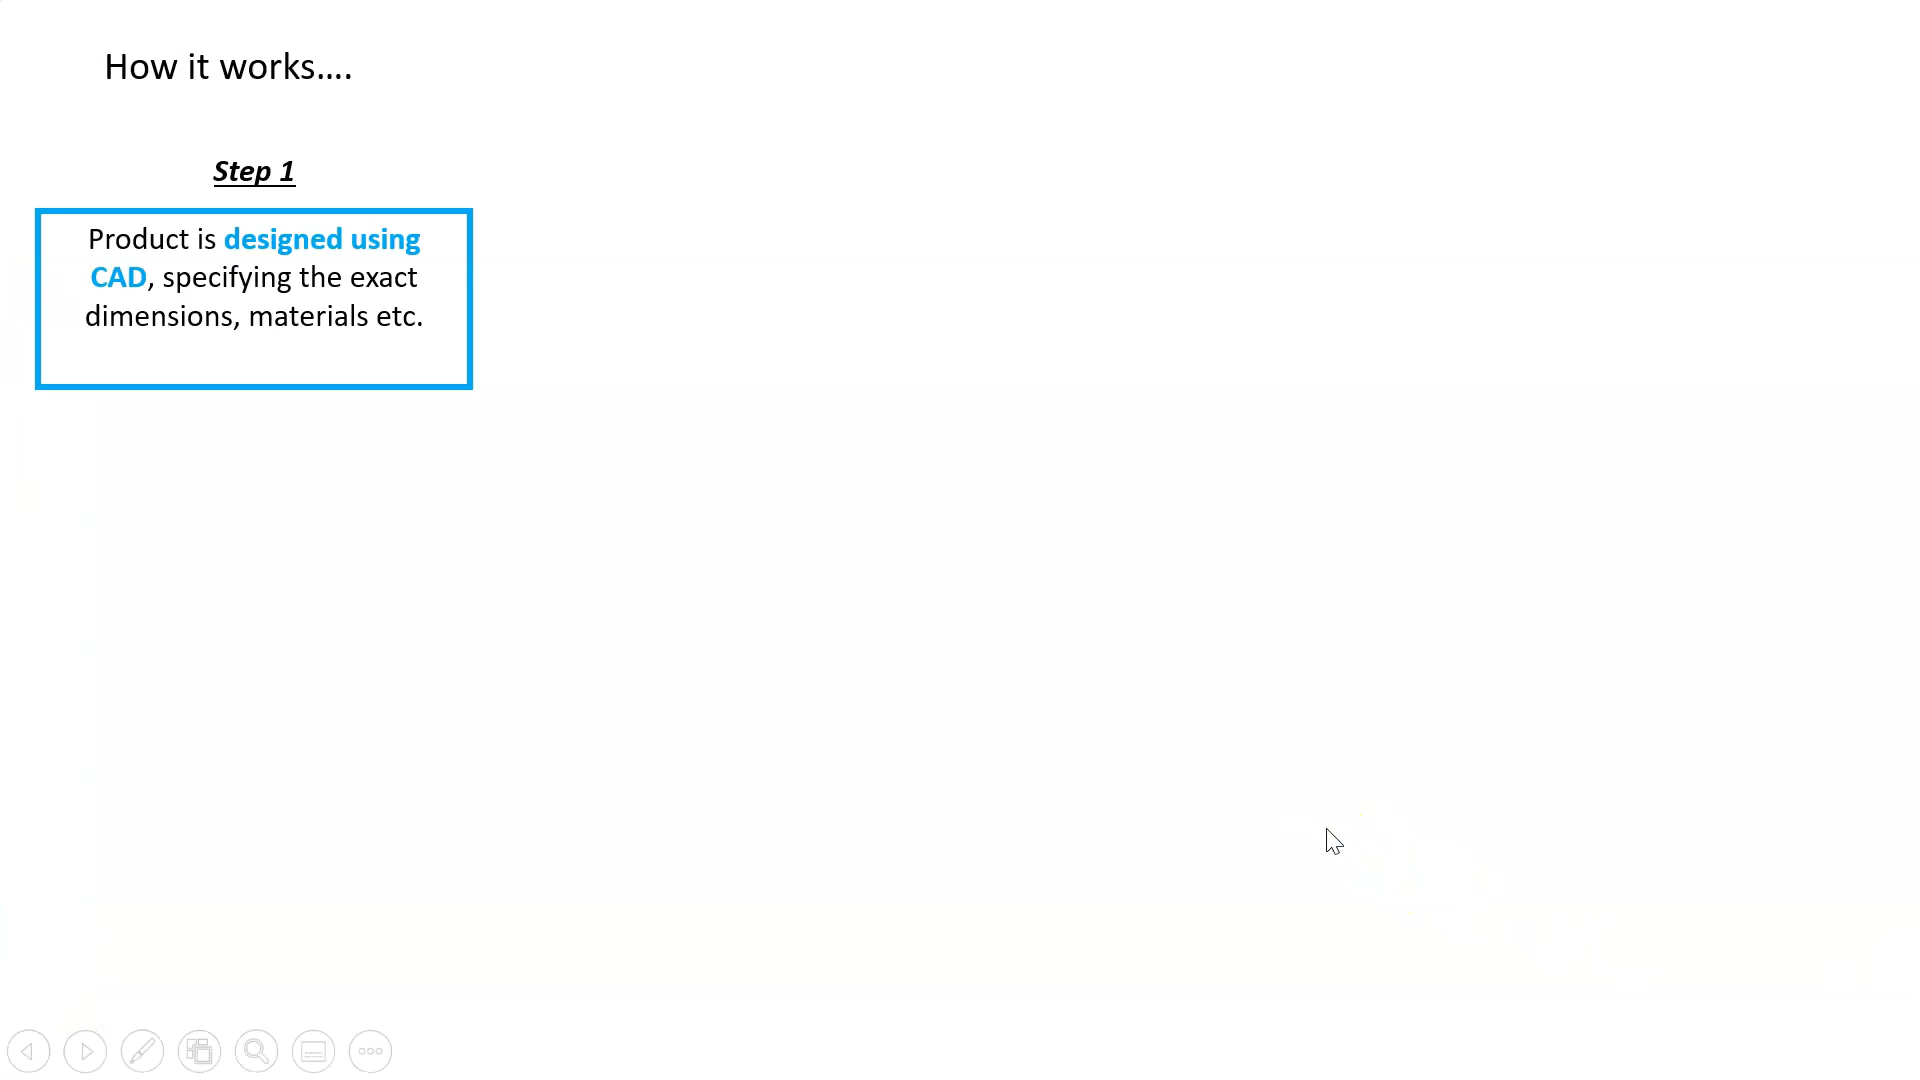 How it works....
Step 1
Product is designed using
CAD, specifying the exact
dimensions, materials etc.